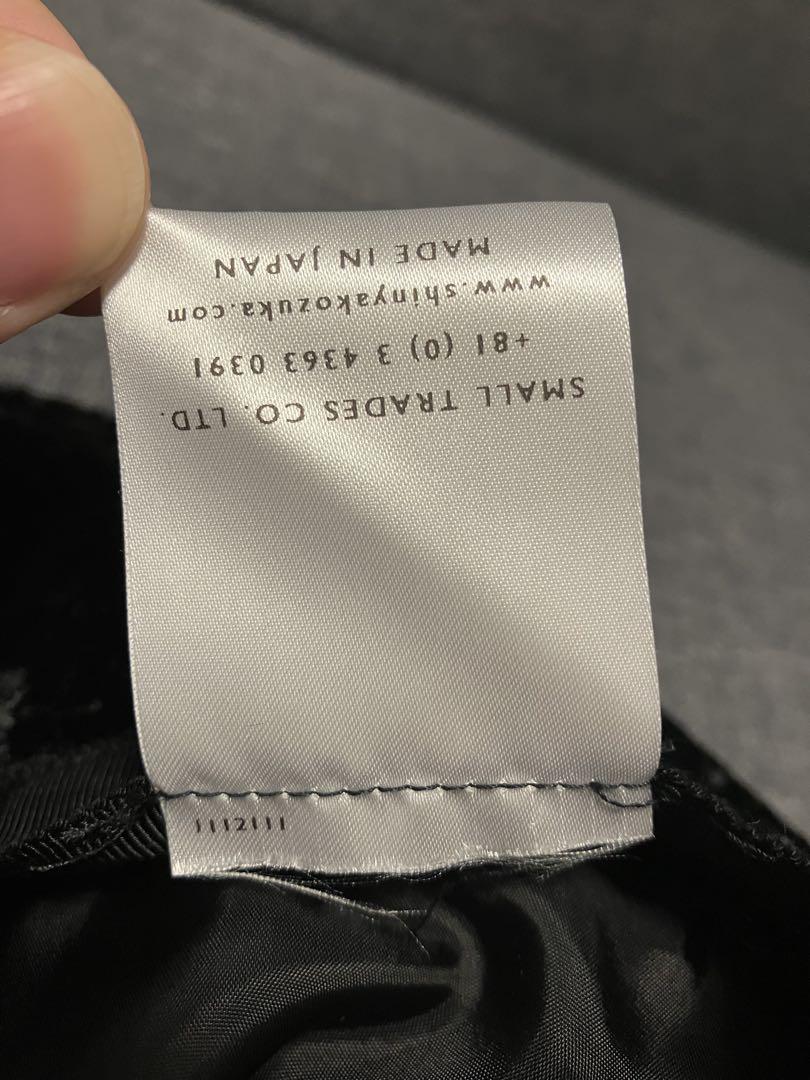 SMALL TRADES CO. LTD.
+81 (0) 3 4363 0391
www.shinyakozuka.com
MADE IN JAPAN
1112111